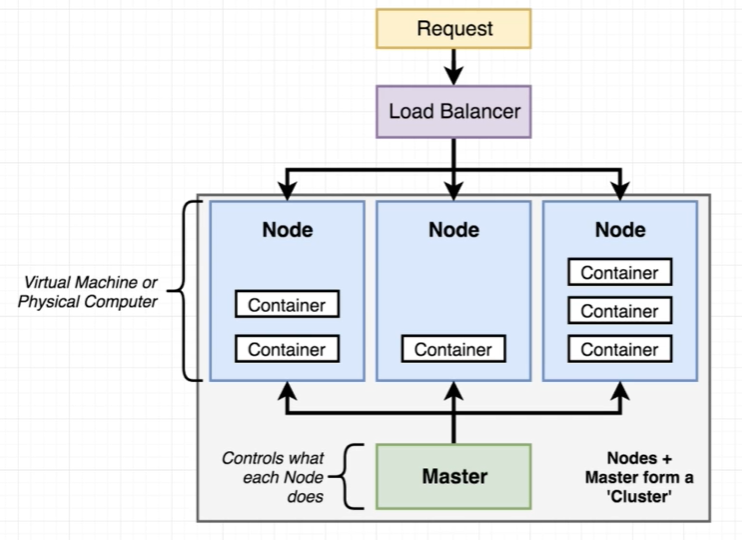 Request
Load Balancer
Node
Node
Node
Virtual Machine or
Physical Computer
Container
Container
Container
Container
Container
Container
Controls what
each Node
does
Master
Nodes +
Master form a
'Cluster'